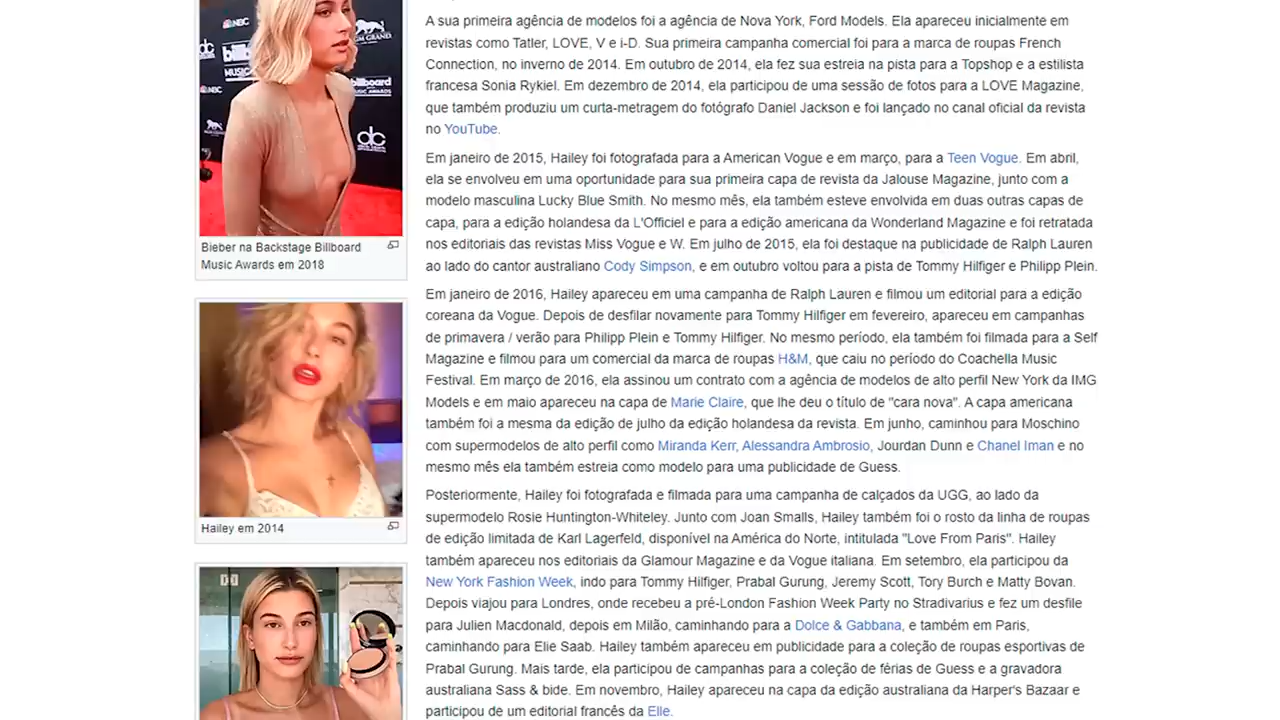 A sua primeira agência de modelos foi a agência de Nova York, Ford Models. Ela apareceu inicialmente em
revistas como Tatler, LOVE, V e i-D. Sua primeira campanha comercial foi para a marca de roupas French
Connection, no inverno de 2014. Em outubro de 2014, ela fez sua estreia na pista para a Topshop e a estilista
francesa Sonia Rykiel. Em dezembro de 2014, ela participou de uma sessão de fotos para a LOVE Magazine,
que também produziu um curta-metragem do fotógrafo Daniel Jackson e foi lançado no canal oficial da revista
no YouTube.
Em janeiro de 2015, Hailey foi fotografada para a American Vogue e em março, para a Teen Vogue. Em abril,
ela se envolveu em uma oportunidade para sua primeira capa de revista da Jalouse Magazine, junto com a
modelo masculina Lucky Blue Smith. No mesmo mês, ela também esteve envolvida em duas outras capas de
capa, para a edição holandesa da L'Officiel e para a edição americana da Wonderland Magazine e foi retratada
nos editoriais das revistas Miss Vogue e W. Em julho de 2015, ela foi destaque na publicidade de Ralph Lauren
ao lado do cantor australiano Cody Simpson, e em outubro voltou para a pista de Tommy Hilfiger e Philipp Plein.
Em janeiro de 2016, Hailey apareceu em uma campanha de Ralph Lauren e filmou um editorial para a edição
coreana da Vogue. Depois de desfilar novamente para Tommy Hilfiger em fevereiro, apareceu em campanhas
de primavera / verão para Philipp Plein e Tommy Hilfiger. No mesmo período, ela também foi filmada para a Self
Magazine e filmou para um comercial da marca de roupas H&M, que caiu no período do Coachella Music
Festival. Em março de 2016, ela assinou um contrato com a agência de modelos de alto perfil New York da IMG
Models e em maio apareceu na capa de Marie Claire, que lhe deu o título de "cara nova". A capa americana
também foi a mesma da edição de julho da edição holandesa da revista. Em junho, caminhou para Moschino
com supermodelos de alto perfil como Miranda Kerr, Alessandra Ambrosio, Jourdan Dunn e Chanel Iman e no
mesmo mês ela também estreia como modelo para uma publicidade de Guess.
Posteriormente, Hailey foi fotografada e filmada para uma campanha de calçados da UGG, ao lado da
supermodelo Rosie Huntington-Whiteley. Junto com Joan Smalls, Hailey também foi o rosto da linha de roupas
de edição limitada de Karl Lagerfeld, disponível na América do Norte, intitulada "Love From Paris". Hailey
também apareceu nos editoriais da Glamour Magazine e da Vogue italiana. Em setembro, ela participou da
New York Fashion Week, indo para Tommy Hilfiger, Prabal Gurung, Jeremy Scott, Tory Burch e Matty Bovan.
Depois viajou para Londres, onde recebeu a pré-London Fashion Week Party no Stradivarius e fez um desfile
para Julien Macdonald, depois em Milão, caminhando para a Dolce & Gabbana, e também em Paris,
caminhando para Elie Saab. Hailey também apareceu em publicidade para a coleção de roupas esportivas de
Prabal Gurung. Mais tarde, ela participou de campanhas para a coleção de férias de Guess e a gravadora
australiana Sass & bide. Em novembro, Hailey apareceu na capa da edição australiana da Harper's Bazaar e
participou de um editorial francês da Elle.
NBC
GRAND
billboard
MUSIC AWARDS
dc
Bieber na Backstage Billboard
Music Awards em 2018
Hailey em 2014